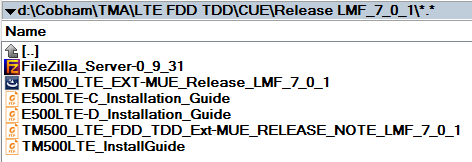 d:\Cobham\TMA\LTE FDD TDD\CUE\Release LMF_7_0_1\*.*
Name
[..]
FileZilla_Server-0_9_31
TM500_LTE_EXT-MUE_Release_LMF_7_0_1
E500LTE-C_Installation_Guide
E500LTE-D_Installation_Guide
TM500_LTE_FDD_TDD_Ext-MUE_RELEASE_NOTE_LMF_7_0_1
TM500LTE_InstallGuide